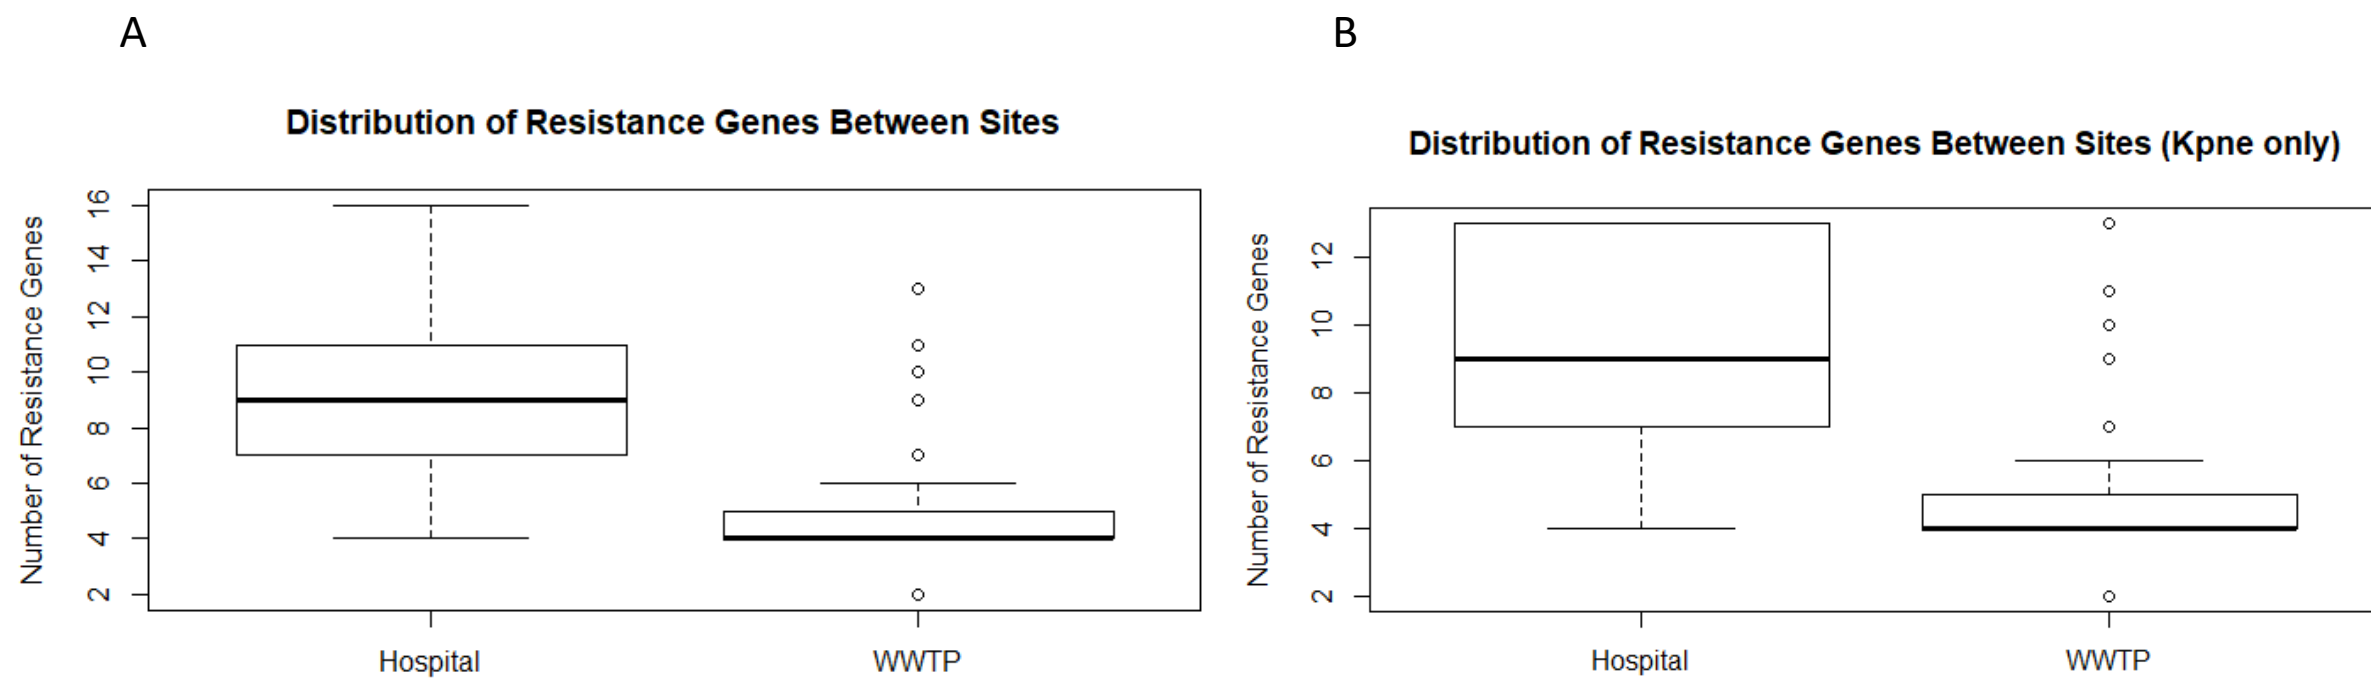 A
Distribution of Resistance Genes Between Sites
Number of Resistance Genes
16
14
12
10
8
6
4
2
Hospital
WWTP
B
Distribution of Resistance Genes Between Sites (Kpne only)
Number of Resistance Genes
12
10
8
6
4
2
Hospital
WWTP